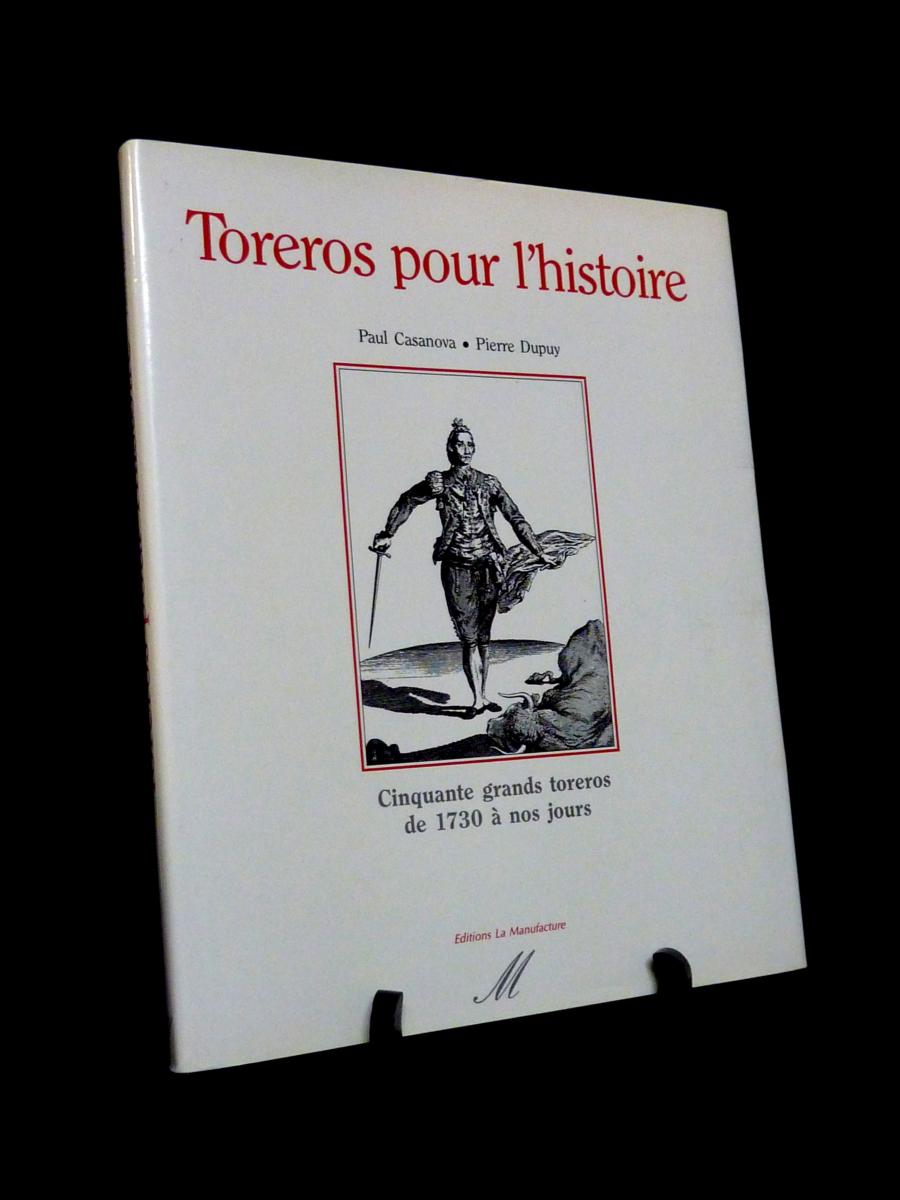 Toreros pour l'histoire
Paul Casanova • Pierre Dupuy
Cinquante grands toreros
de 1730 à nos jours
Editions La Manufacture
M